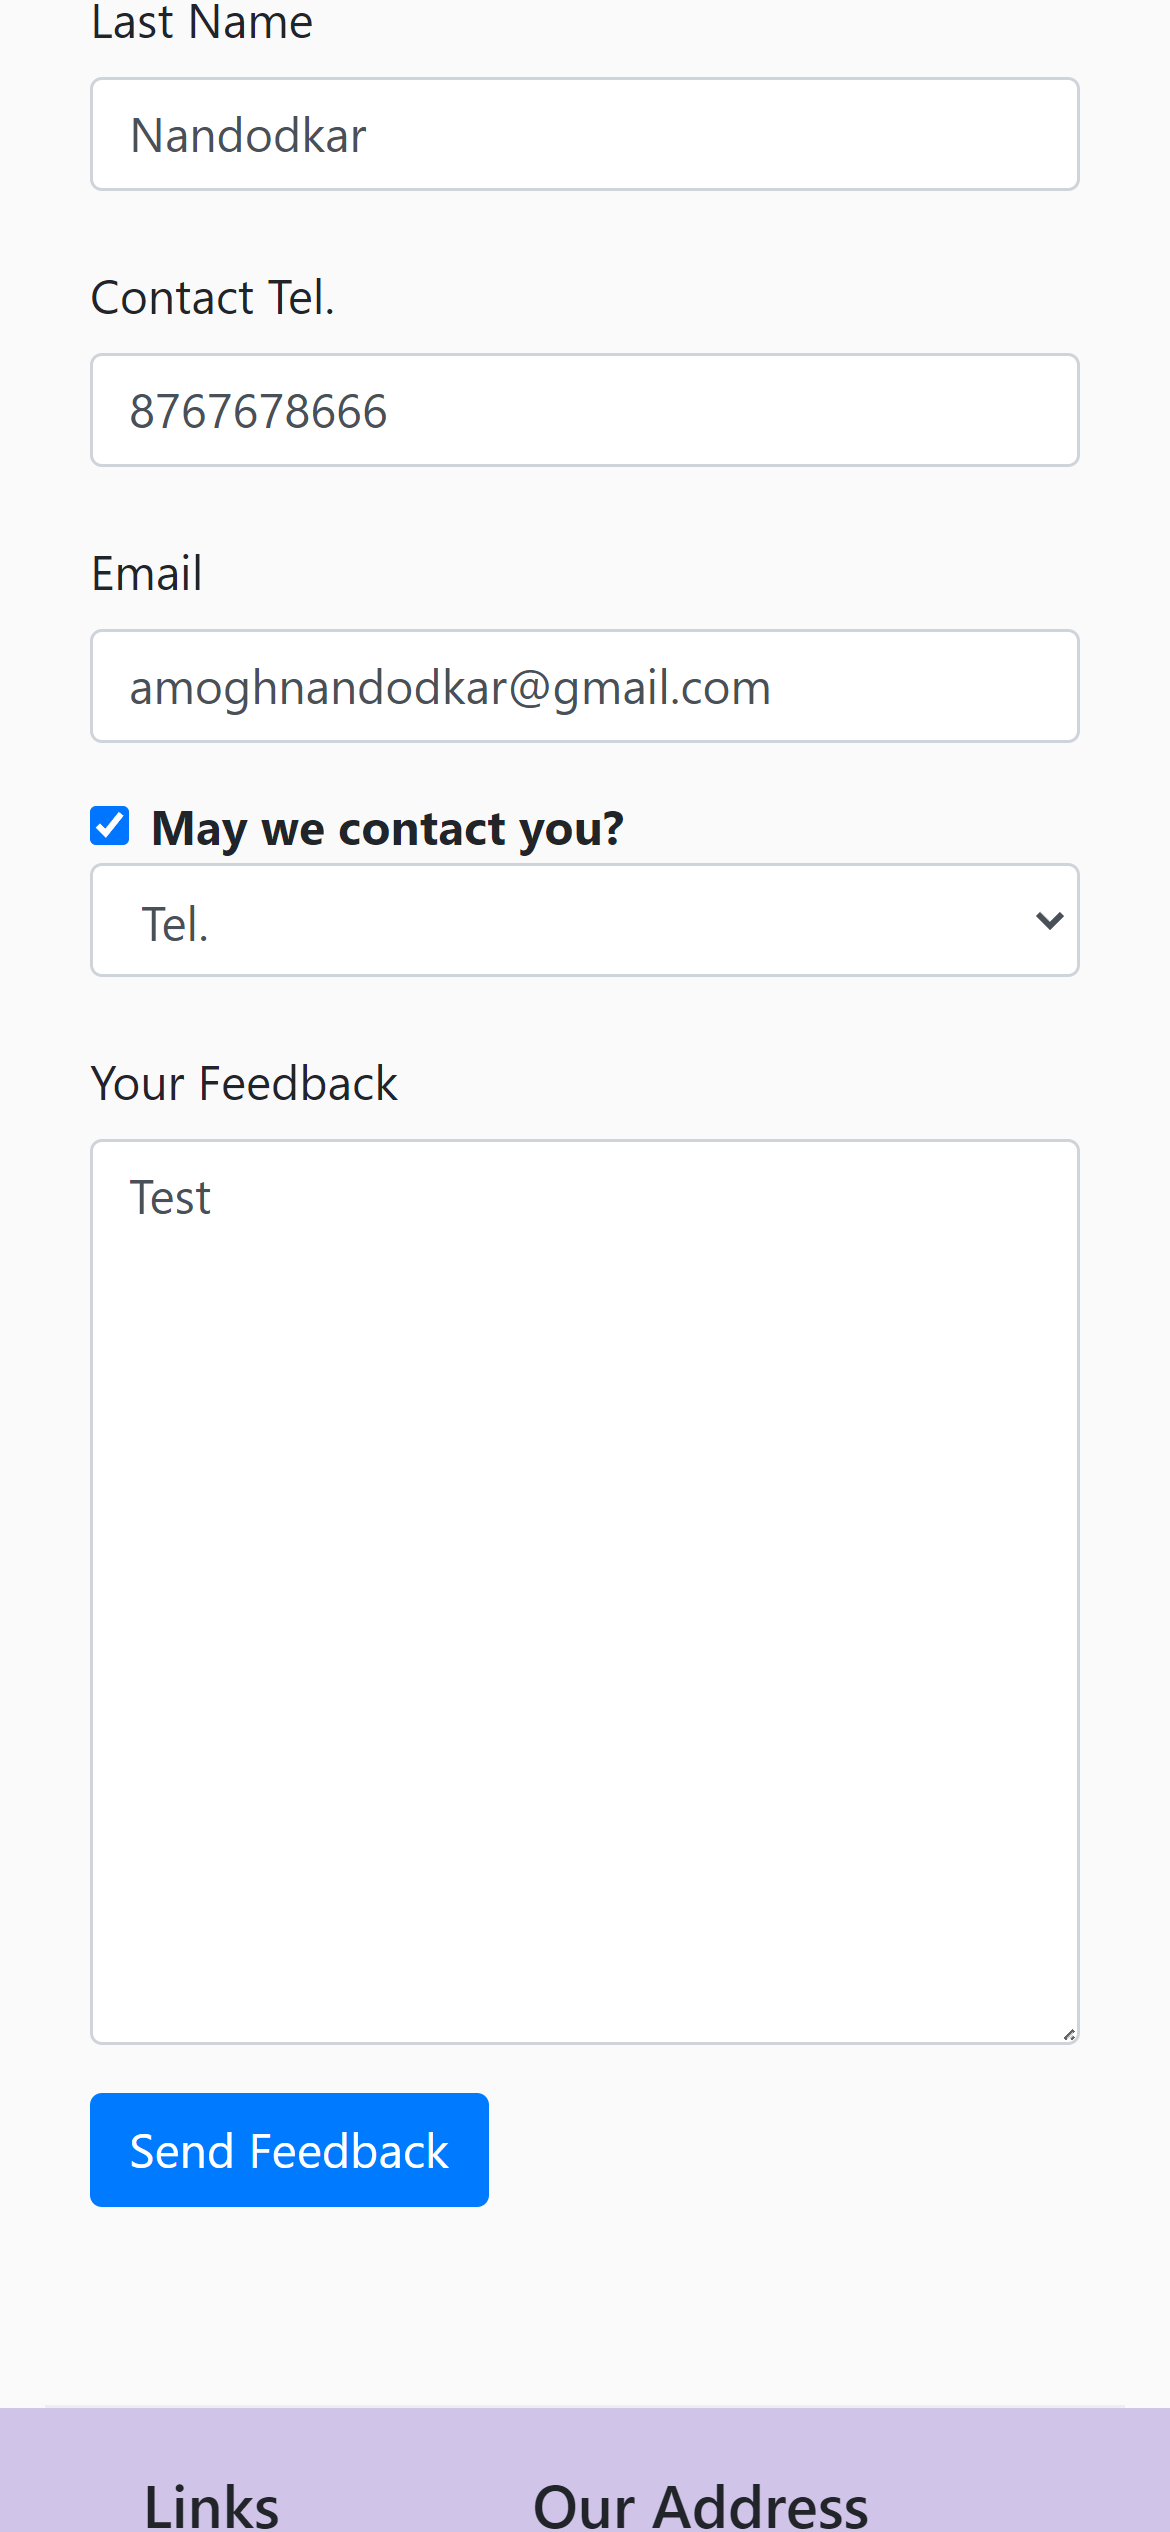 Last Name
Nandodkar
Contact Tel.
8767678666
Email
amoghnandodkar@gmail.com
May we contact you?
Tel.
Your Feedback
Test
Send Feedback
Links Our Address